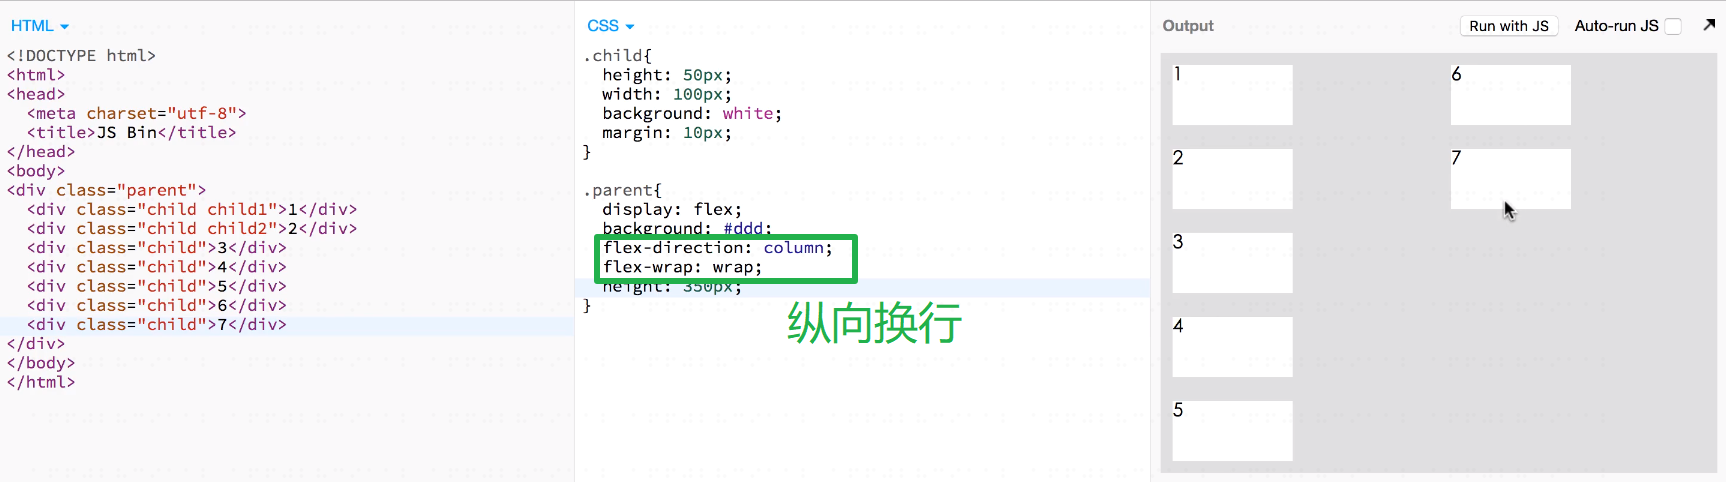 HTML
<!DOCTYPE html>
<html>
<head>
  <meta charset="utf-8">
  <title>JS Bin</title>
</head>
<body>
<div class="parent">
  <div class="child child1">1</div>
  <div class="child child2">2</div>
  <div class="child">3</div>
  <div class="child">4</div>
  <div class="child">5</div>
  <div class="child">6</div>
  <div class="child">7</div>
</div>
</body>
</html>
CSS
.child{
  height: 50px;
  width: 100px;
  background: white;
  margin: 10px;
}
.parent{
  display: flex;
  background: #ddd;
  flex-direction: column;
  flex-wrap: wrap;
  height: 350px;
}
纵向换行
Output
Run with JS
Auto-run JS
1
2
3
4
5
6
7